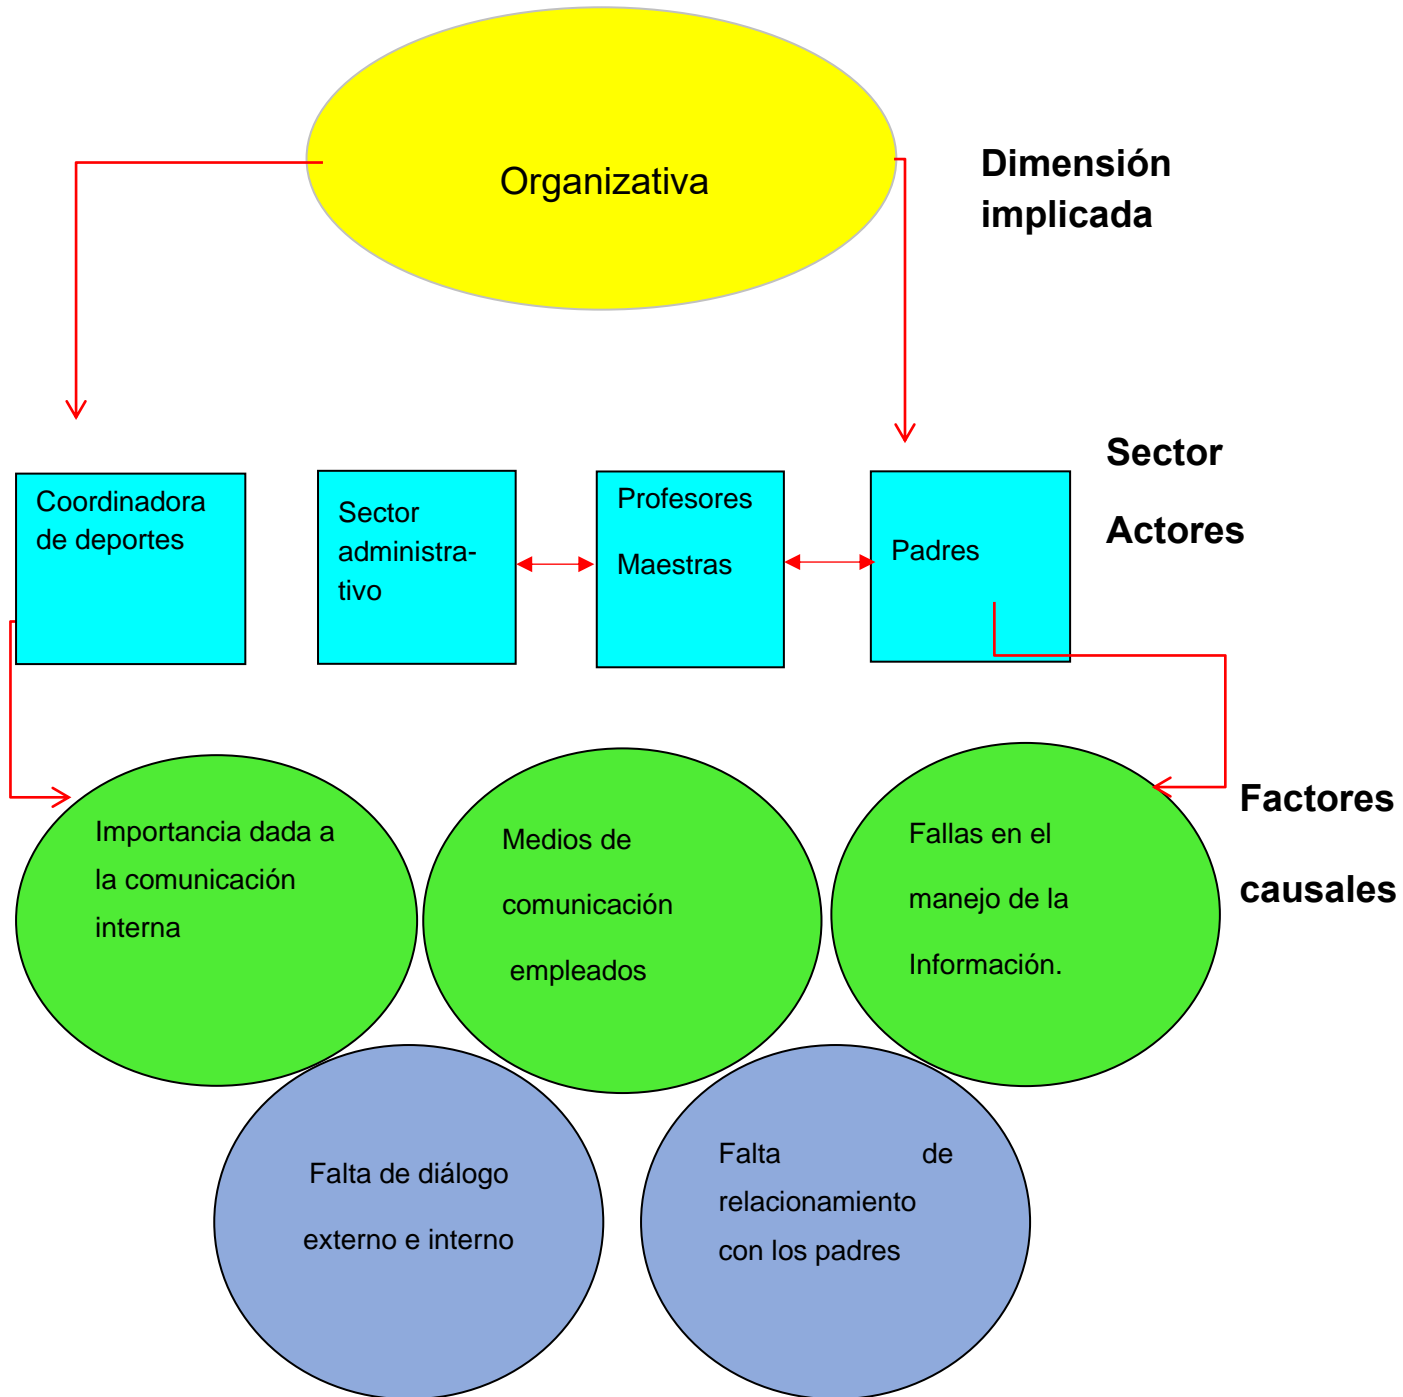 Organizativa
Dimensión
implicada
Sector
Actores
Coordinadora
de deportes
Sector
administra-
tivo
Profesores
Maestras
Padres
Importancia dada a
la comunicación
interna
Medios de
comunicación
empleados
Fallas en el
manejo de la
Información.
Factores
causales
Falta de diálogo
externo e interno
Falta de
relacionamiento
con los padres